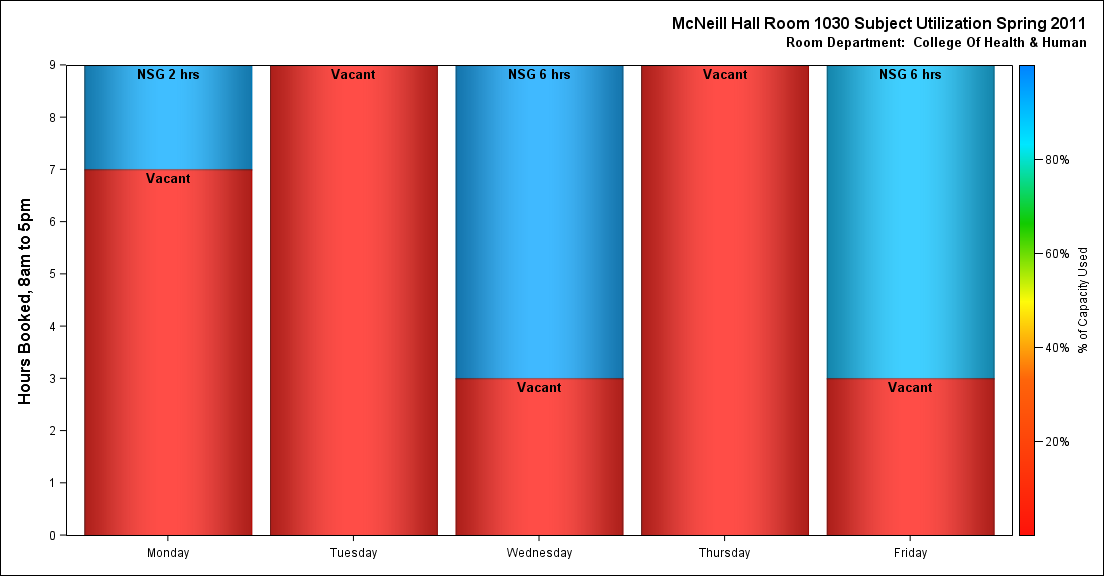 McNeill Hall Room 1030 Subject Utilization Spring 2011
Room Department:  College Of Health & Human
Hours Booked, 8am to 5pm
9
8
7
6
5
4
3
2
1
0
NSG 2 hrs
Vacant
Vacant
NSG 6 hrs
Vacant
Vacant
NSG 6 hrs
Vacant
Monday
Tuesday
Wednesday
Thursday
Friday
80%
60%
40%
20%
% of Capacity Used